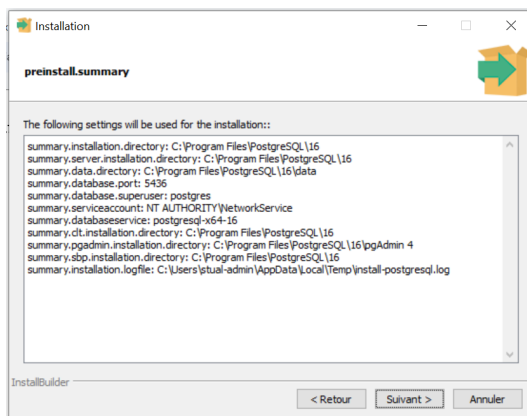 Installation
preinstall.summary
The following settings will be used for the installation::
summary.installation.directory: C:\Program Files\PostgreSQL\16
summary.server.installation.directory: C:\Program Files\PostgreSQL\16
summary.data.directory: C:\Program Files\PostgreSQL\16\data
summary.database.port: 5436
summary.database.superuser: postgres
summary.serviceaccount: NT AUTHORITY\NetworkService
summary.databaseservice: postgresql-x64-16
summary.clt.installation.directory: C:\Program Files\PostgreSQL\16
summary.pgadmin.installation.directory: C:\Program Files\PostgreSQL\16\pgAdmin 4
summary.sbp.installation.directory: C:\Program Files\PostgreSQL\16
summary.installation.logfile: C:\Users\stual-admin\AppData\Local\Temp\install-postgresql.log
InstallBuilder
< Retour Suivant > Annuler